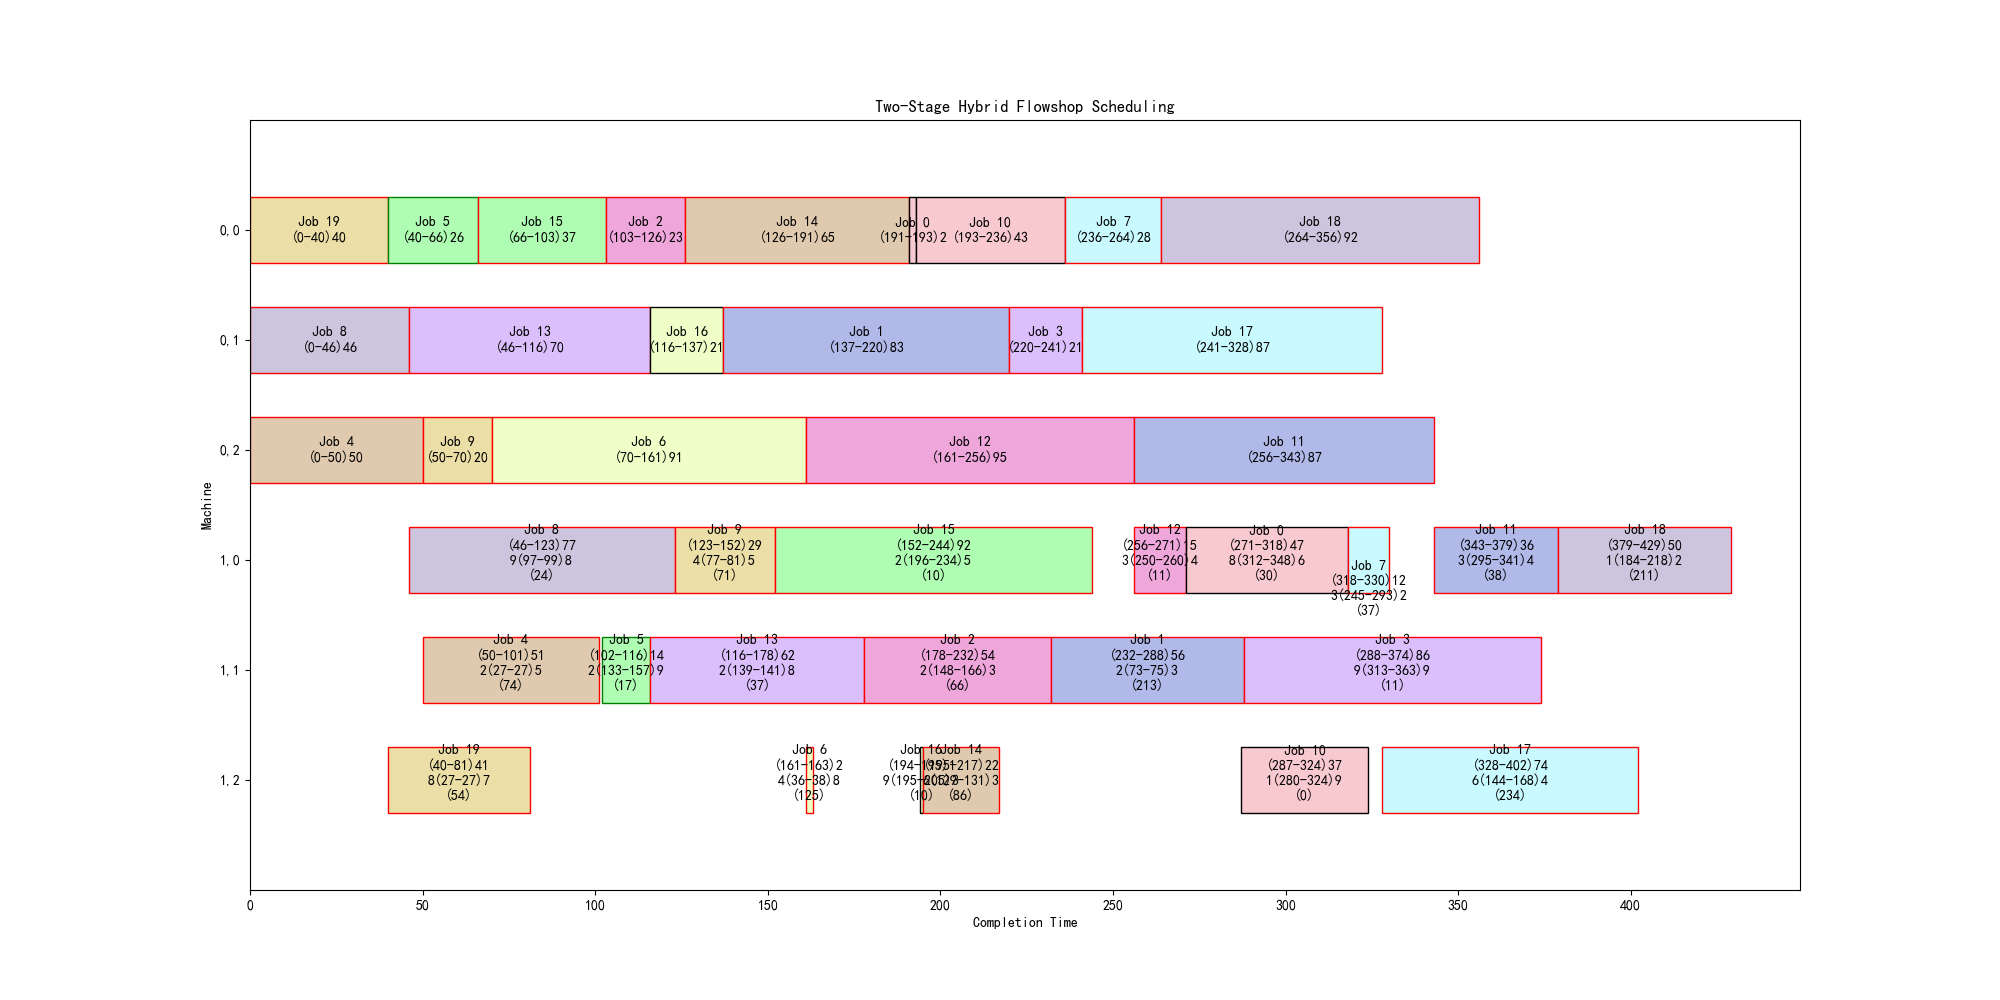 Two-Stage Hybrid Flowshop Scheduling
Machine
0,0
Job 19
(0-40)40
Job 5
(40-66)26
Job 15
(66-103)37
Job 2
(103-126)23
Job 14
(126-191)65
Job 0
(191-193)2
Job 10
(193-236)43
Job 7
(236-264)28
Job 18
(264-356)92
0,1
Job 8
(0-46)46
Job 13
(46-116)70
Job 16
(116-137)21
Job 1
(137-220)83
Job 3
(220-241)21
Job 17
(241-328)87
0,2
Job 4
(0-50)50
Job 9
(50-70)20
Job 6
(70-161)91
Job 12
(161-256)95
Job 11
(256-343)87
1,0
Job 8
(46-123)77
9(97-99)8
(24)
Job 9
(123-152)29
4(77-81)5
(71)
Job 15
(152-244)92
2(196-234)5
(10)
Job 12
(256-271)15
3(250-260)4
(11)
Job 0
(271-318)47
8(312-348)6
(30)
Job 7
(318-330)12
3(245-293)2
(37)
Job 11
(343-379)36
3(295-341)4
(38)
Job 18
(379-429)50
1(184-218)2
(211)
1,1
Job 4
(50-101)51
2(27-27)5
(74)
Job 5
(102-116)14
2(133-157)9
(17)
Job 13
(116-178)62
2(139-141)8
(37)
Job 2
(178-232)54
2(148-166)3
(66)
Job 1
(232-288)56
2(73-75)3
(213)
Job 3
(288-374)86
9(313-363)9
(11)
1,2
Job 19
(40-81)41
8(27-27)7
(54)
Job 6
(161-163)2
4(36-38)8
(125)
Job 16
(10)
Job 14
(195-217)22
(86)
Job 10
(287-324)37
1(280-324)9
(0)
Job 17
(328-402)74
6(144-168)4
(234)
0
50
100
150
200
250
300
350
400
Completion Time